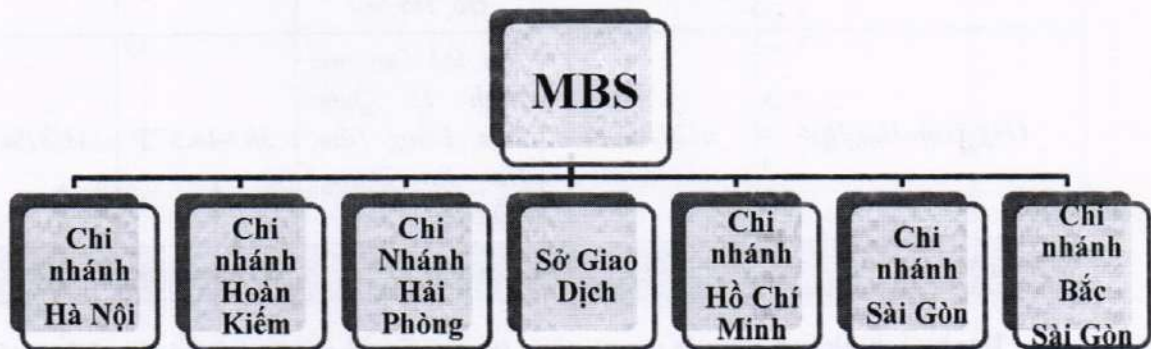 MBS
Chi
nhánh
Hà Nội
Chi
nhánh
Hoàn
Kiếm
Chi
Nhánh
Hải
Phòng
Sở Giao
Dịch
Chi
nhánh
Hồ Chí
Minh
Chi
nhánh
Sài Gòn
Chi
nhánh
Bắc
Sài Gòn